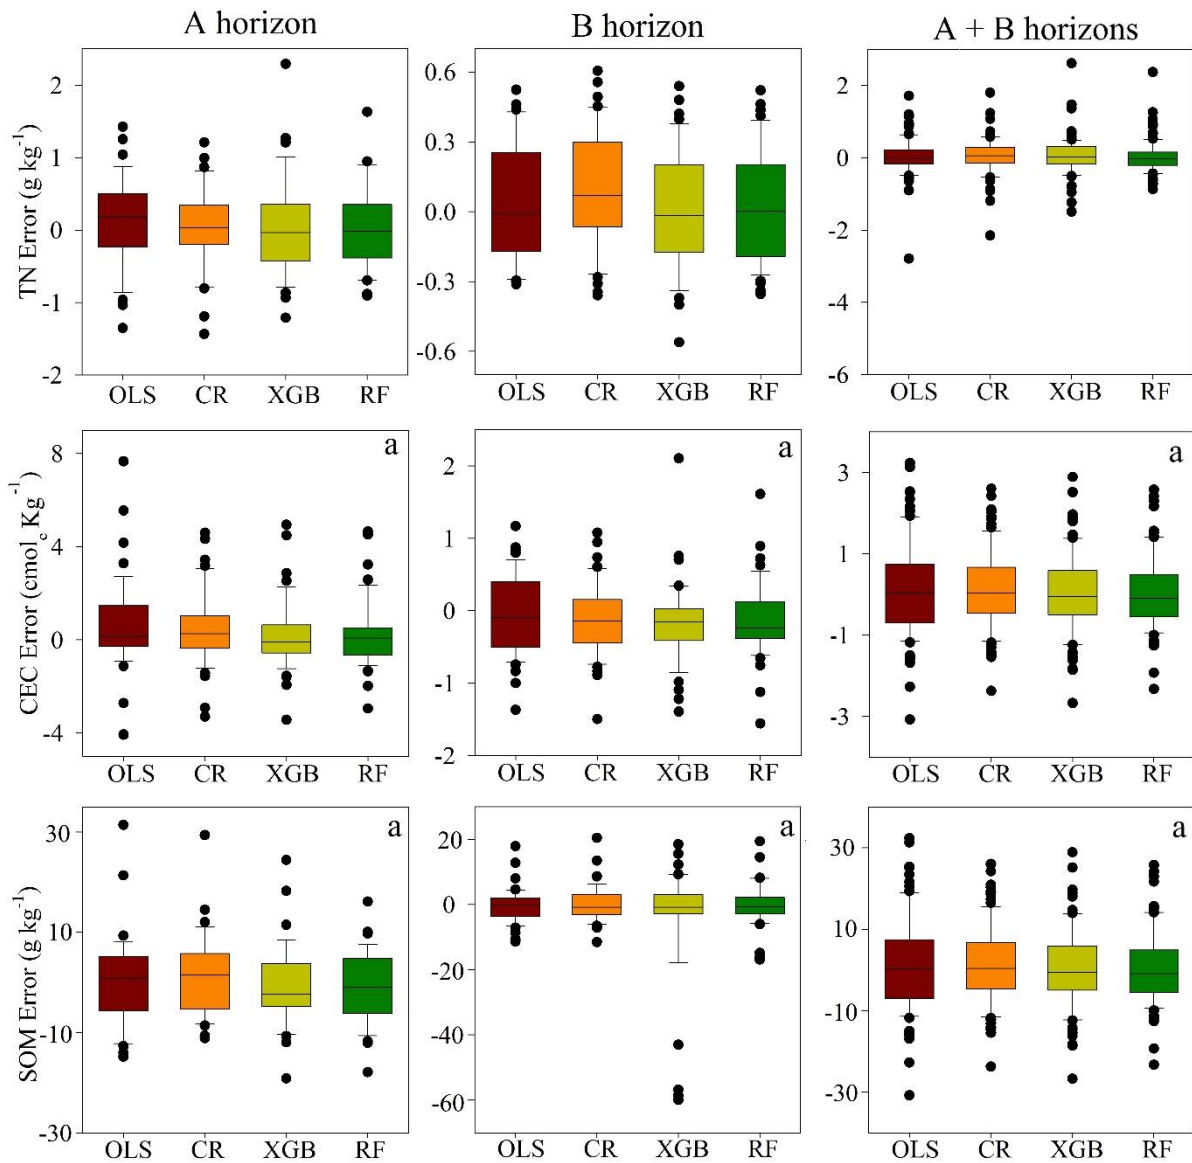 A horizon
B horizon
A + B horizons
TN Error (g kg⁻¹)
2
1
0
-1
-2
OLS CR XGB RF
0.6
0.3
0.0
-0.3
-0.6
OLS CR XGB RF
2
0
-2
-4
-6
OLS CR XGB RF
CEC Error (cmolc Kg⁻¹)
a
8
4
0
-4
OLS CR XGB RF
a
2
1
0
-1
-2
OLS CR XGB RF
a
3
1
-1
-3
OLS CR XGB RF
SOM Error (g kg⁻¹)
a
30
10
-10
-30
OLS CR XGB RF
a
20
0
-20
-40
-60
OLS CR XGB RF
a
30
10
-10
-30
OLS CR XGB RF